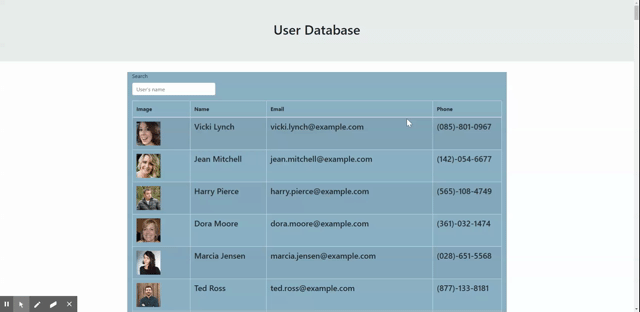 User Database
Search
User's name
Image Name Email Phone
Vicki Lynch vicki.lynch@example.com (085)-801-0967
Jean Mitchell jean.mitchell@example.com (142)-054-6677
Harry Pierce harry.pierce@example.com (565)-108-4749
Dora Moore dora.moore@example.com (361)-032-1474
Marcia Jensen marcia.jensen@example.com (028)-651-5568
Ted Ross ted.ross@example.com (877)-133-8181